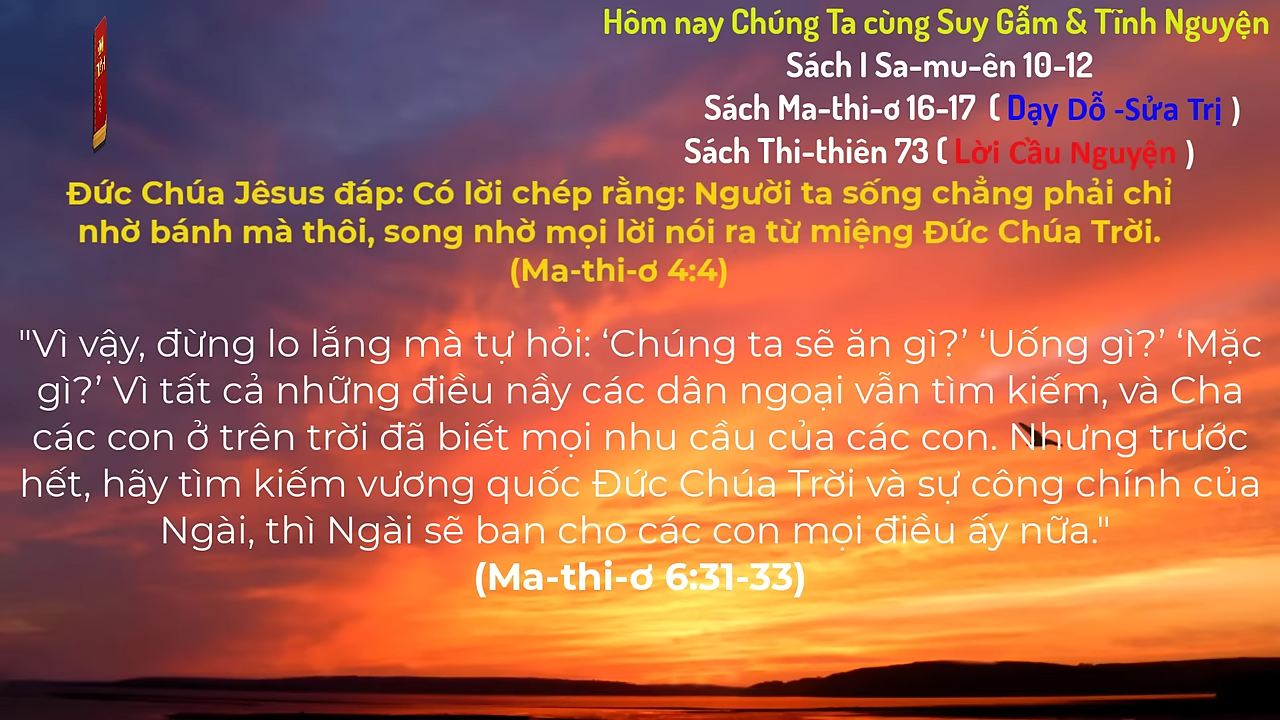 Hôm nay Chúng Ta cùng Suy Gẫm & Tĩnh Nguyện
Sách I Sa-mu-ên 10-12
Sách Ma-thi-ơ 16-17 ( Dạy Dỗ -Sửa Trị )
Sách Thi-thiên 73 ( Lời Cầu Nguyện )
Đức Chúa Jêsus đáp: Có lời chép rằng: Người ta sống chẳng phải chỉ
nhờ bánh mà thôi, song nhờ mọi lời nói ra từ miệng Đức Chúa Trời.
(Ma-thi-ơ 4:4)
"Vì vậy, đừng lo lắng mà tự hỏi: ‘Chúng ta sẽ ăn gì?’ ‘Uống gì?’ ‘Mặc
gì?’ Vì tất cả những điều nầy các dân ngoại vẫn tìm kiếm, và Cha
các con ở trên trời đã biết mọi nhu cầu của các con. Nhưng trước
hết, hãy tìm kiếm vương quốc Đức Chúa Trời và sự công chính của
Ngài, thì Ngài sẽ ban cho các con mọi điều ấy nữa."
(Ma-thi-ơ 6:31-33)